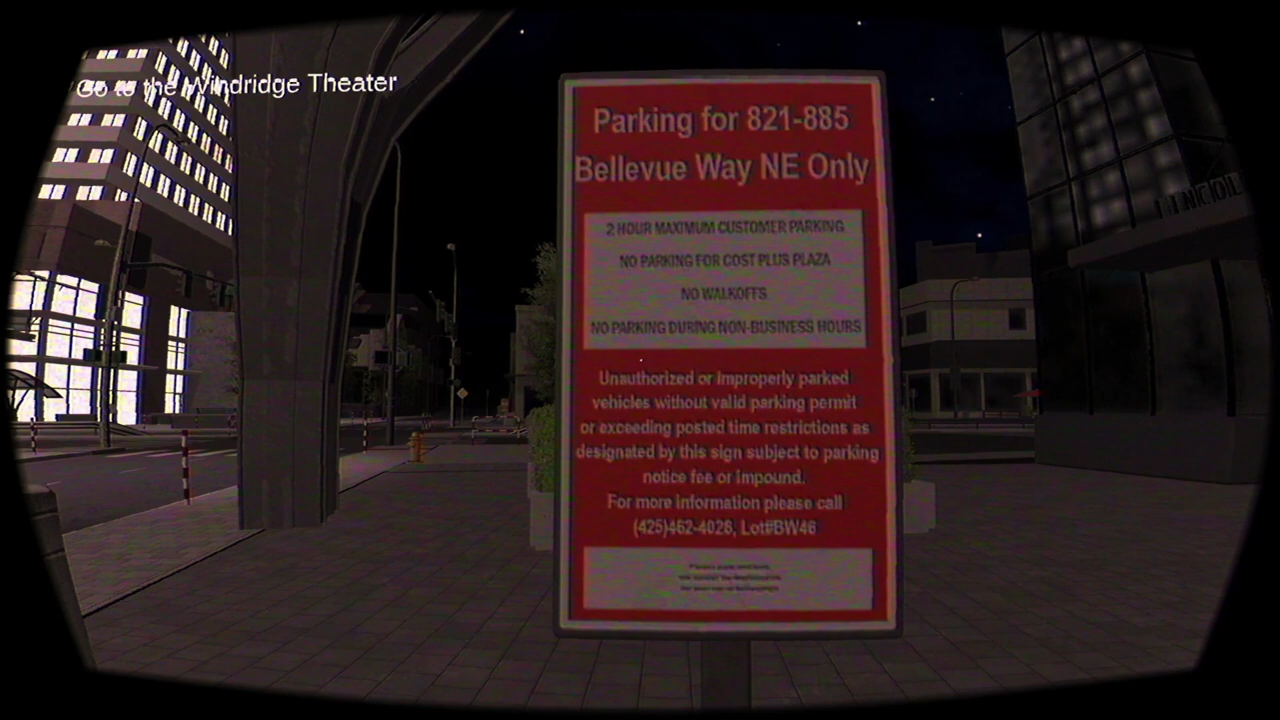 Go to the Windridge Theater
Parking for 821-885
Bellevue Way NE Only
2 HOUR MAXIMUM CUSTOMER PARKING
NO PARKING FOR COST PLUS PLAZA
NO WALKOFFS
NO PARKING DURING NON-BUSINESS HOURS
Unauthorized or improperly parked
vehicles without valid parking permit
or exceeding posted time restrictions as
designated by this sign subject to parking
notice fee or impound.
For more information please call
(425)462-4028, Lot#BW46